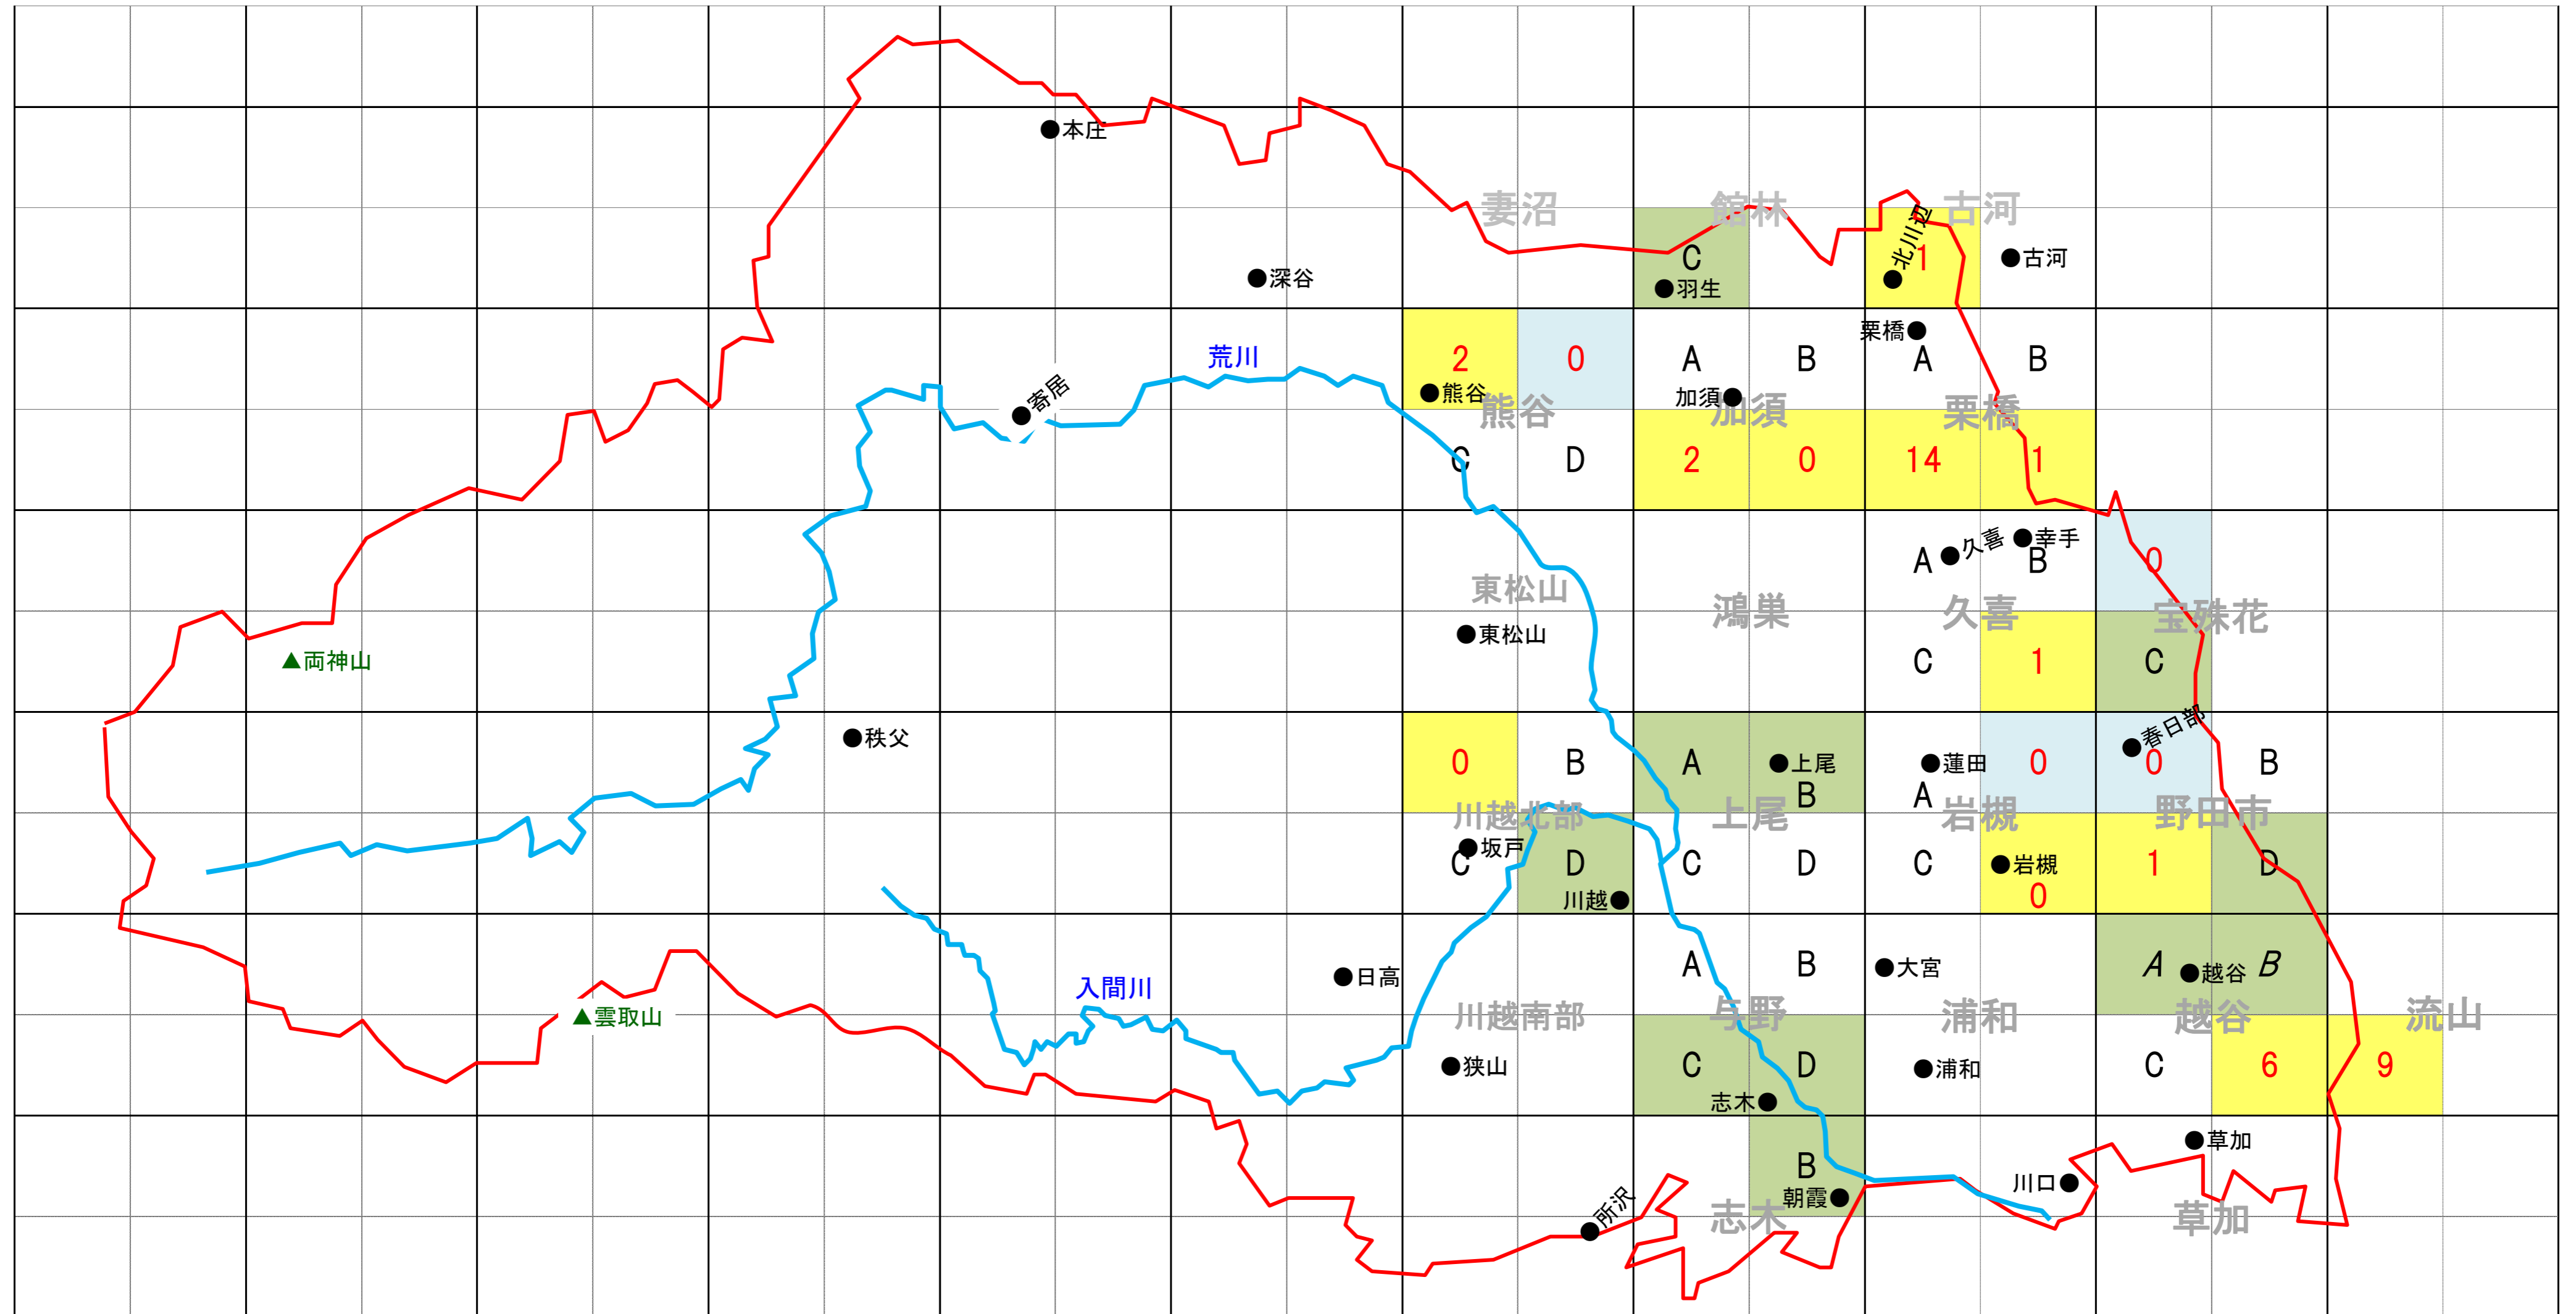 本庄
妻沼
館林
古河
北川辺
C
1
古河
深谷
羽生
栗橋
荒川
2
0
A
B
A
B
熊谷
寄居
加須
熊谷
加須
栗橋
C
D
2
0
14
1
久喜
幸手
A
B
0
東松山
鴻巣
久喜
宝珠花
東松山
両神山
C
1
C
春日部
秩父
0
B
A
上尾
蓮田
0
0
B
B
A
川越北部
上尾
岩槻
野田市
坂戸
C
D
C
D
C
岩槻
1
D
川越
0
A
B
大宮
A
越谷
B
日高
入間川
雲取山
川越南部
与野
浦和
越谷
流山
狭山
C
D
浦和
C
6
9
志木
草加
B
川口
朝霞
所沢
志木
草加